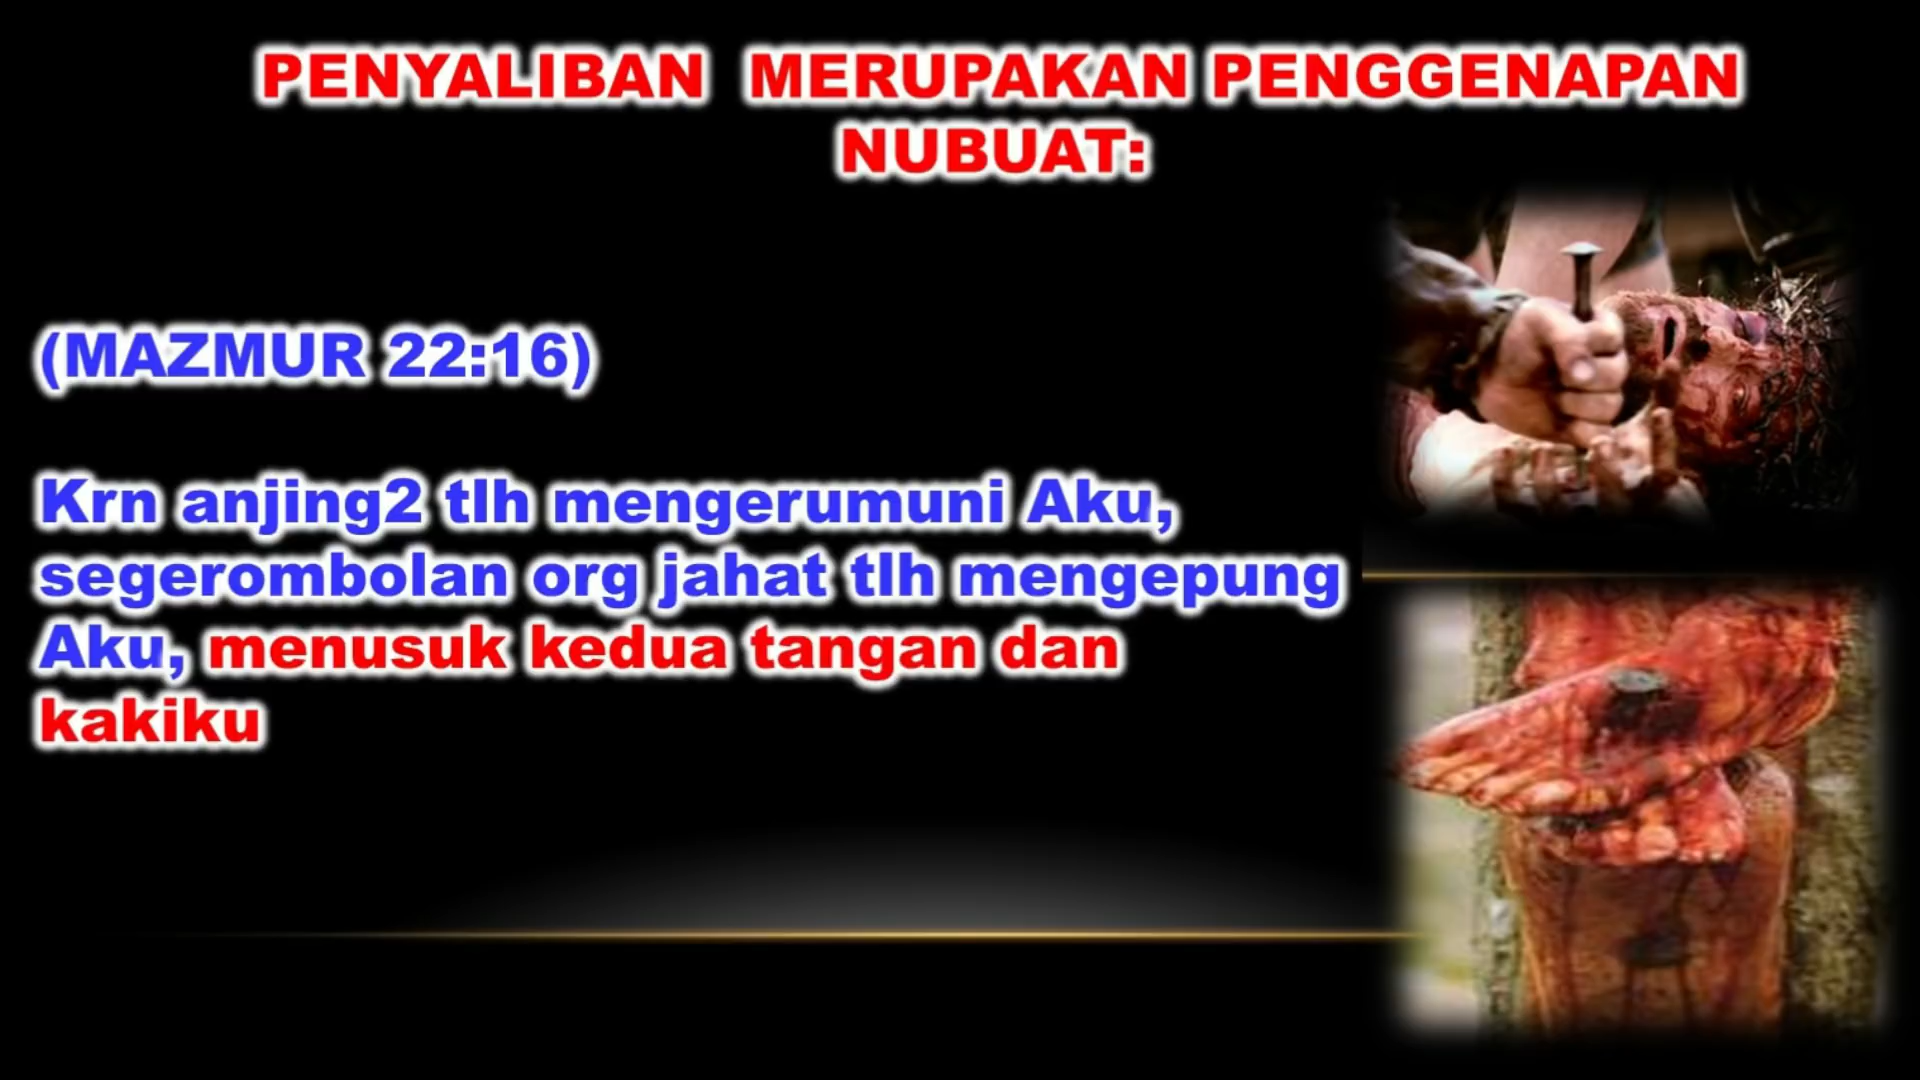 PENYALIBAN MERUPAKAN PENGGENAPAN
NUBUAT:
(MAZMUR 22:16)
Krn anjing2 tlh mengerumuni Aku,
segerombolan org jahat tlh mengepung
Aku, menusuk kedua tangan dan
kakiku